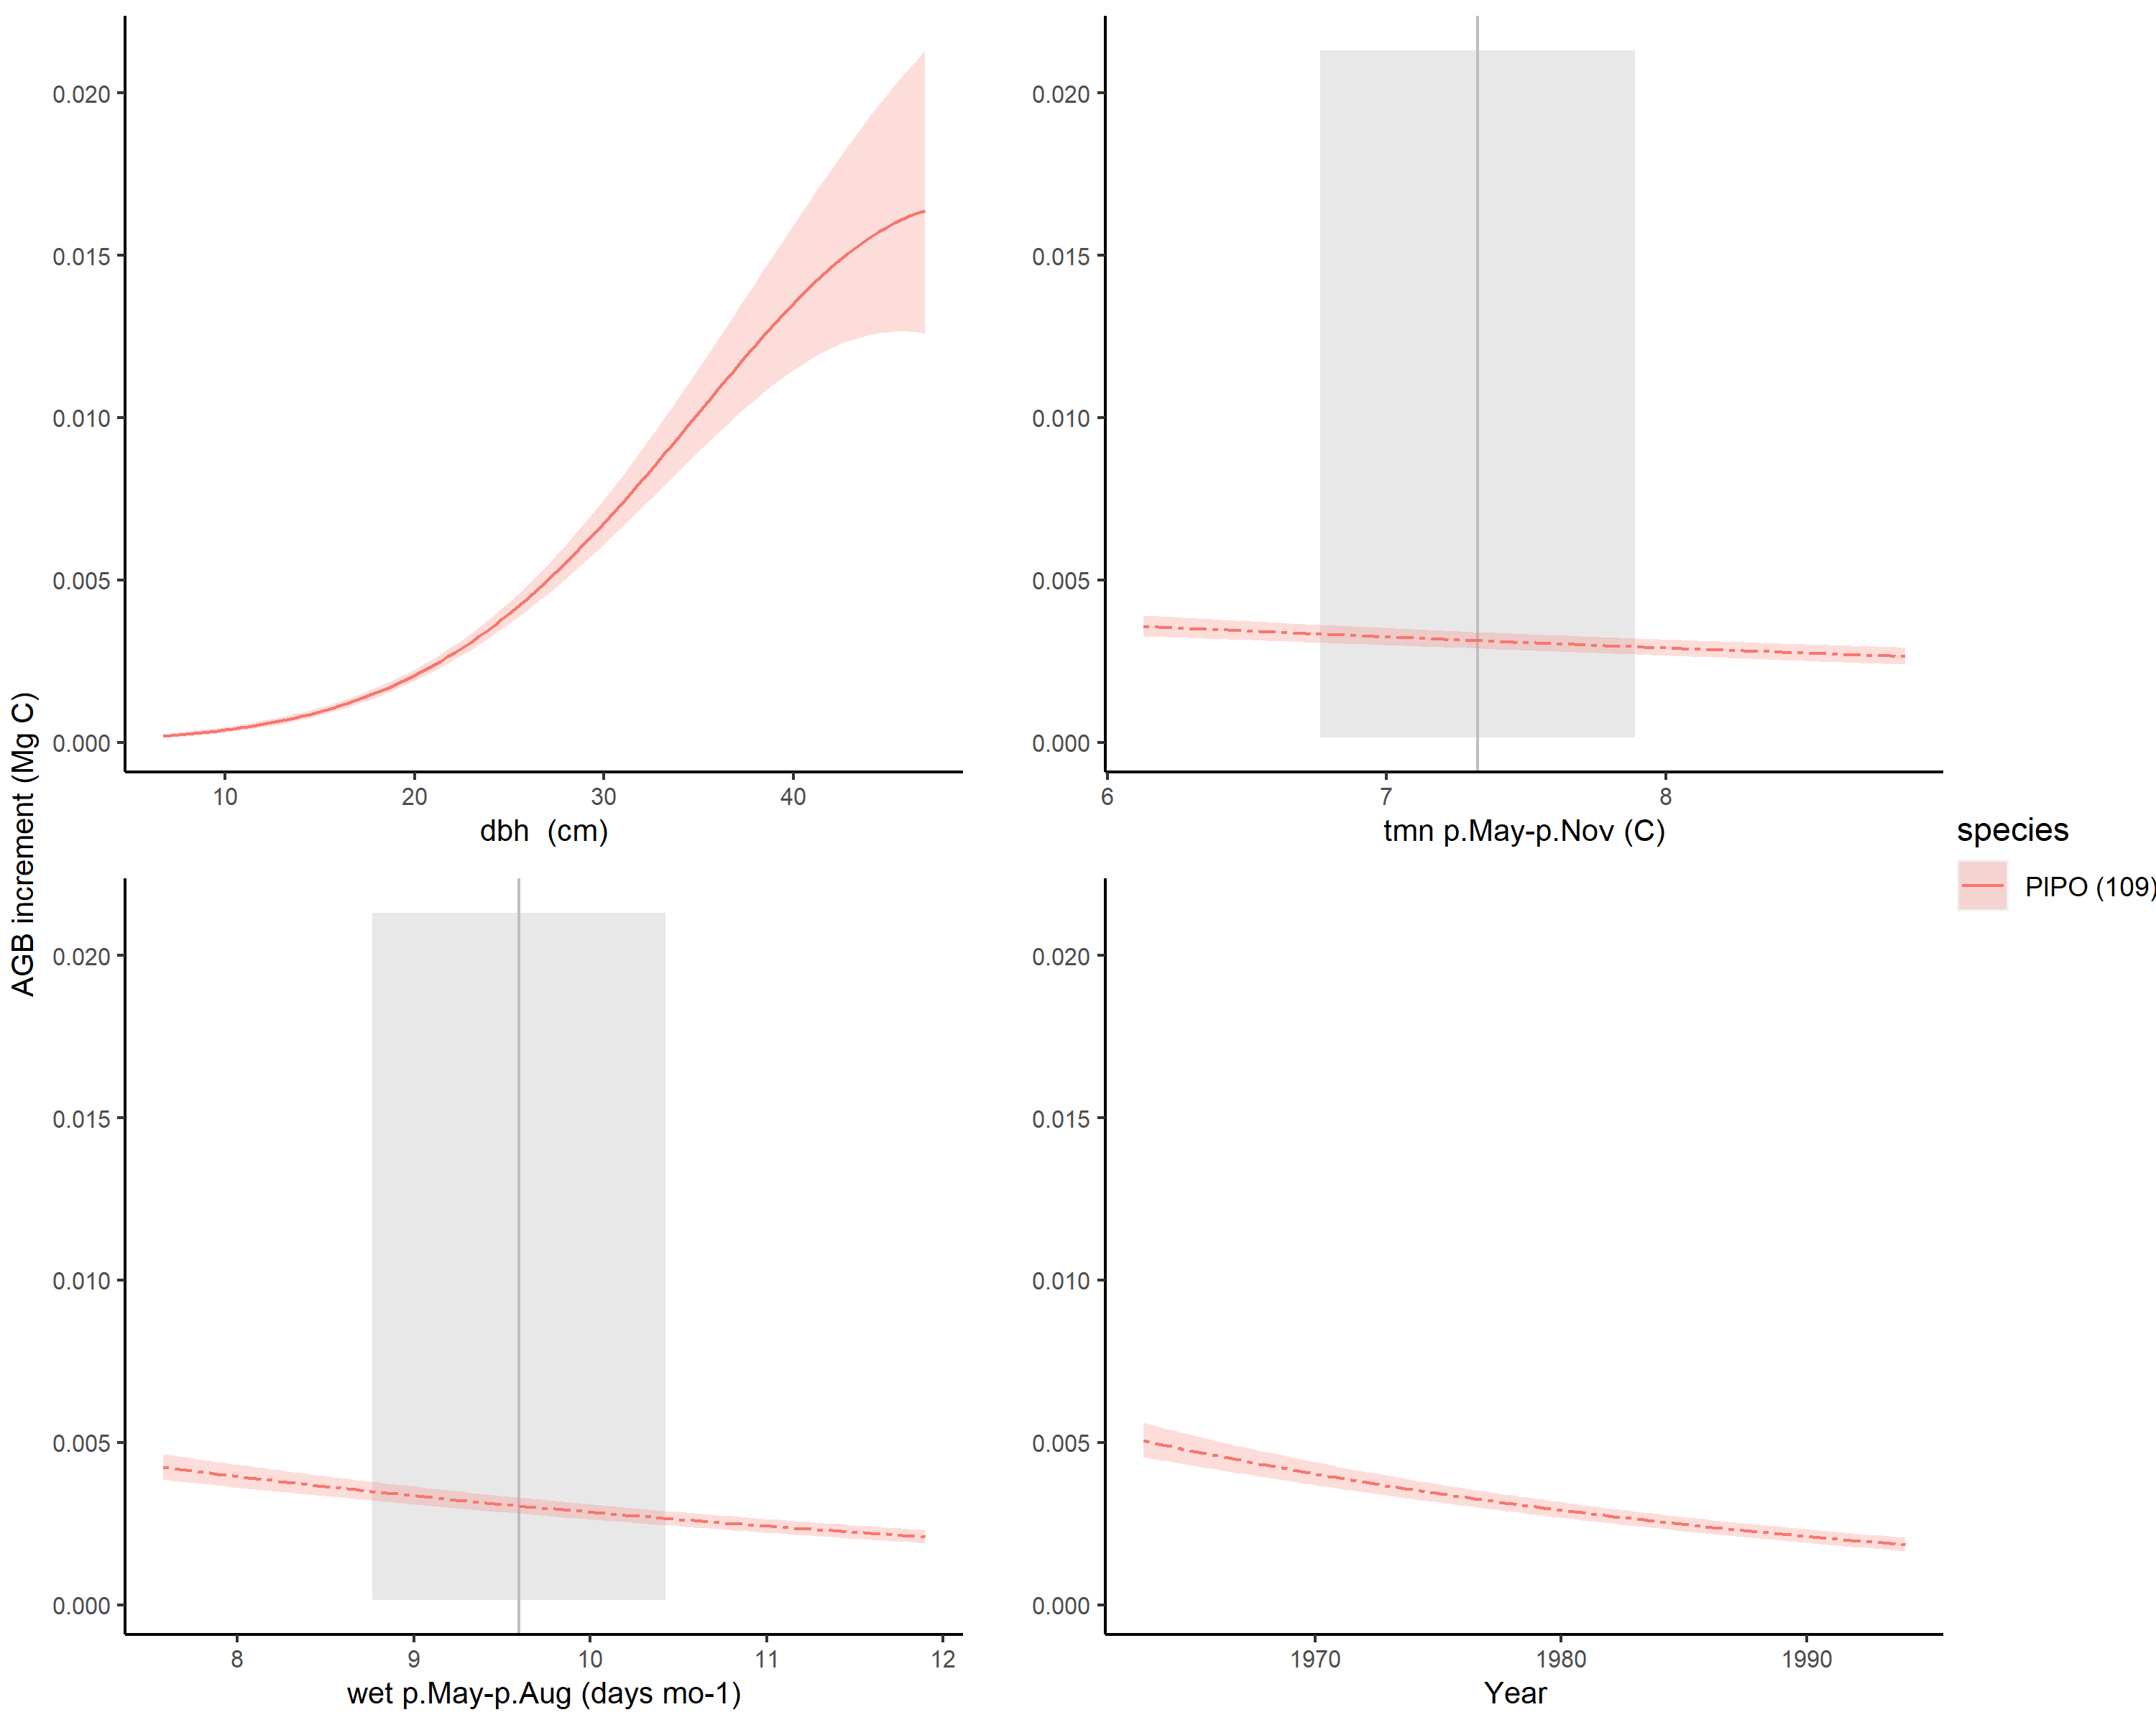 AGB increment (Mg C)
0.020
0.015
0.010
0.005
0.000
10 20 30 40
dbh  (cm)
0.020
0.015
0.010
0.005
0.000
6 7 8
tmn p.May-p.Nov (C)
0.020
0.015
0.010
0.005
0.000
8 9 10 11 12
wet p.May-p.Aug (days mo-1)
0.020
0.015
0.010
0.005
0.000
1970 1980 1990
Year
species
PIPO (109)